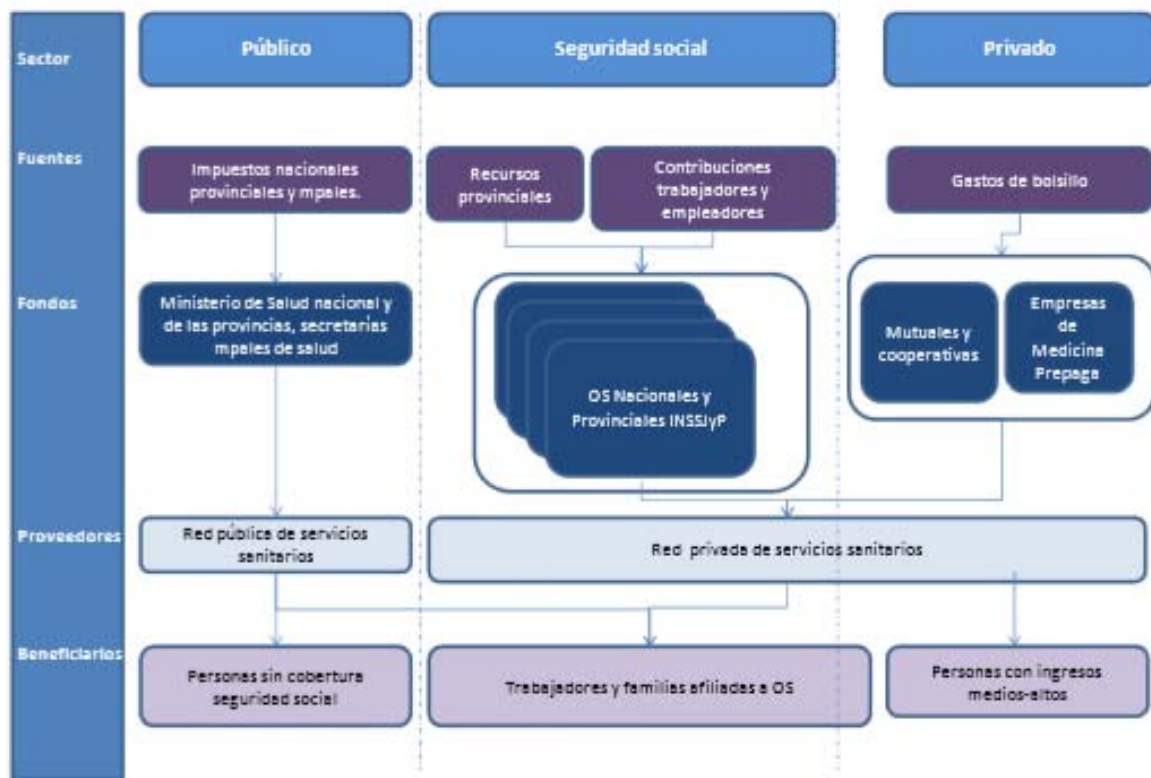 Sector
Público
Seguridad social
Privado
Fuentes
Impuestos nacionales
provinciales y mpales.
Recursos
provinciales
Contribuciones
trabajadores y
empleadores
Gastos de bolsillo
Fondos
Ministerio de Salud nacional y
de las provincias, secretarías
mpales de salud
OS Nacionales y
Provinciales INSSJyP
Mutuales y
cooperativas
Empresas
de
Medicina
Prepaga
Proveedores
Red pública de servicios
sanitarios
Red privada de servicios sanitarios
Beneficiarios
Personas sin cobertura
seguridad social
Trabajadores y familias afiliadas a OS
Personas con ingresos
medios-altos